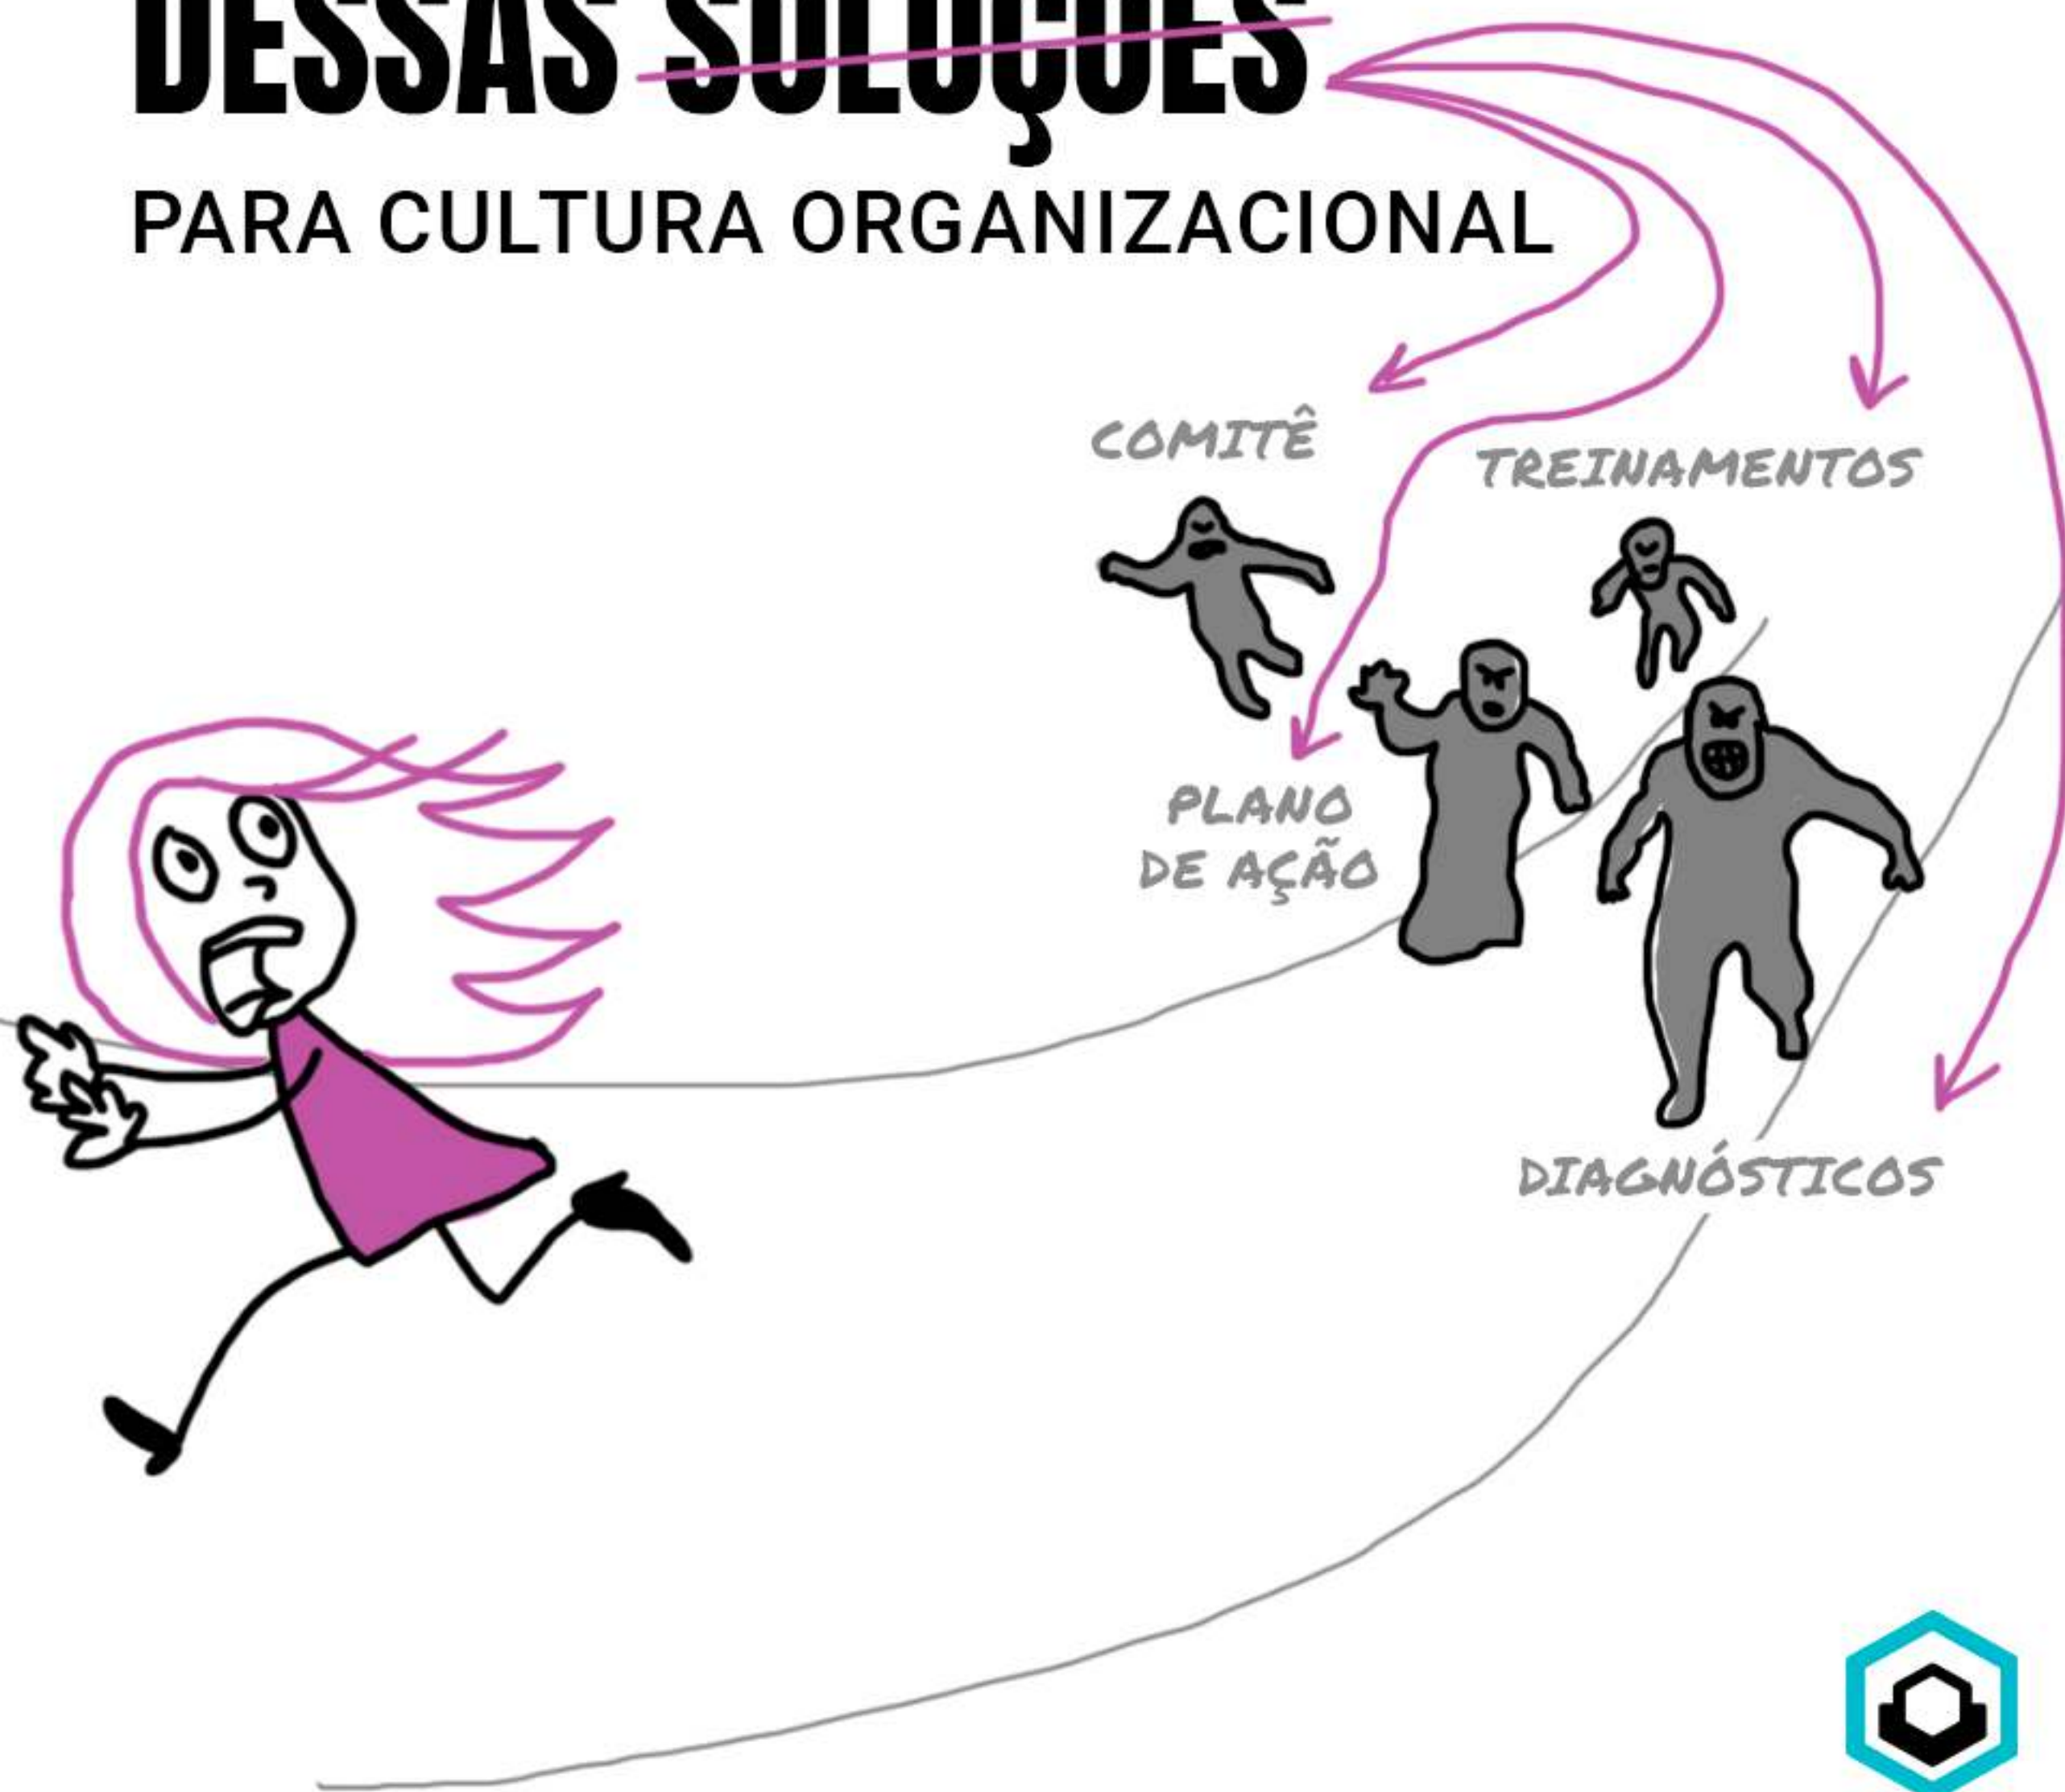 DESSAS SOLUÇÕES
PARA CULTURA ORGANIZACIONAL
COMITÊ
TREINAMENTOS
PLANO
DE AÇÃO
DIAGNÓSTICOS